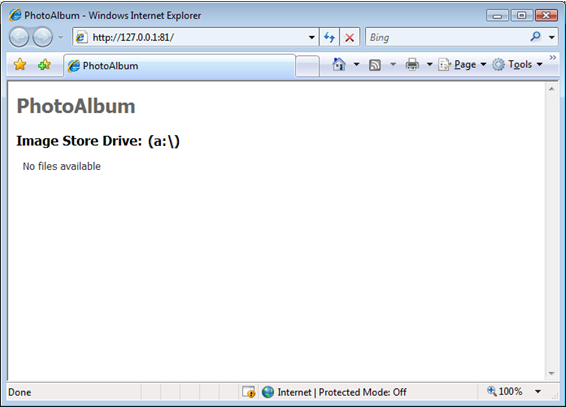 PhotoAlbum - Windows Internet Explorer
http://127.0.0.1:81/
Bing
PhotoAlbum
Page
Tools
PhotoAlbum
Image Store Drive: (a:\)
No files available
Done
Internet | Protected Mode: Off
100%